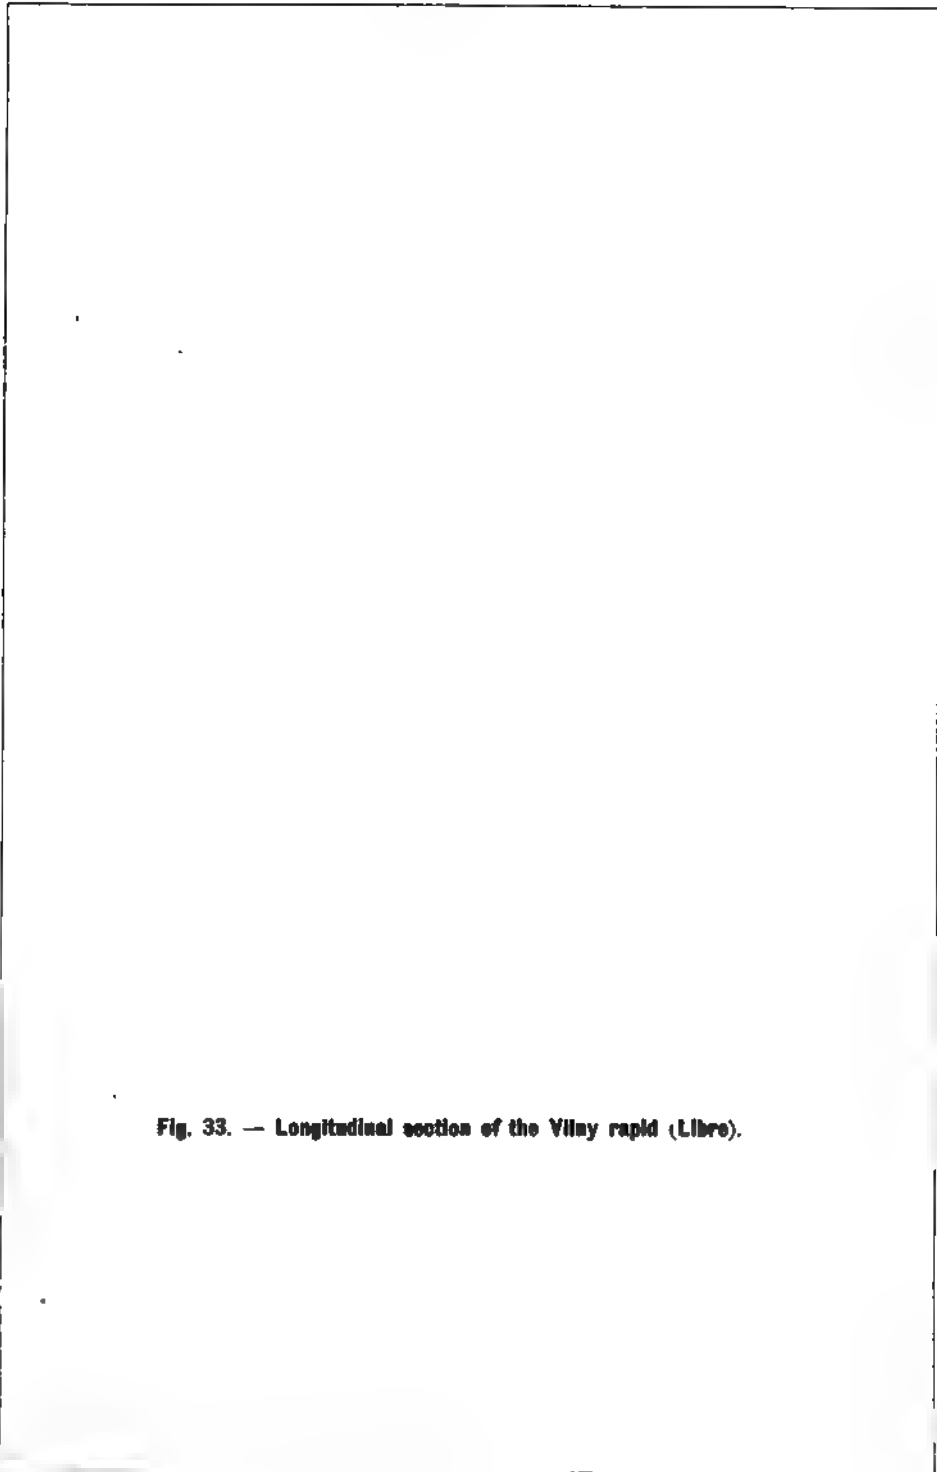 Fig. 33. — Longitudinal section of the Vilny rapid (Libre).